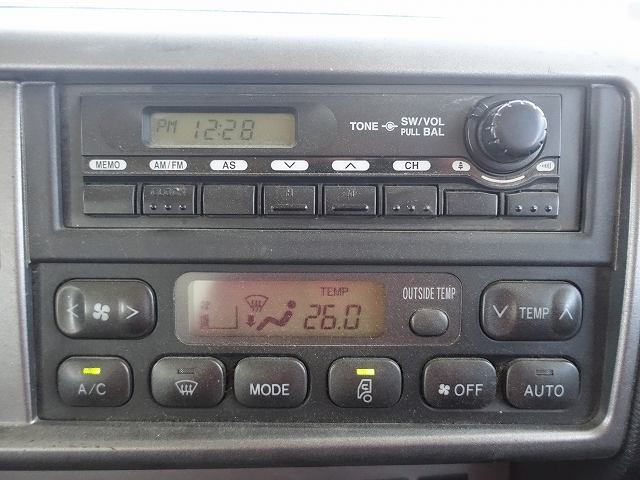 PM 12:28
TONE SW/VOL
PULL BAL
MEMO AM/FM AS CH
TEMP
26.0
OUTSIDE TEMP
TEMP
A/C MODE OFF AUTO